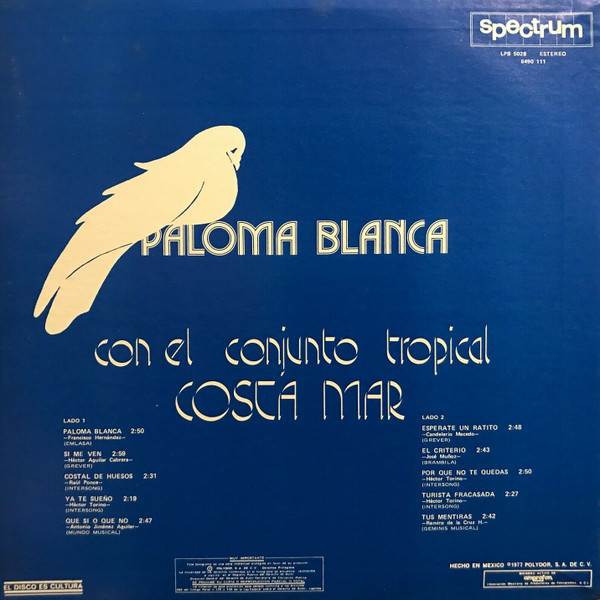 spectrum
LPB 5028 ESTEREO
6490 111
PALOMA BLANCA
con el conjunto tropical
COSTA MAR
LADO 1
PALOMA BLANCA 2:50
—Francisco Hernández—
(EMLASA)
SI ME VEN 2:59
—Héctor Aguilar Cabrera—
(GREVER)
COSTAL DE HUESOS 2:31
—Raúl Ponce—
(INTERSONG)
YA TE SUEÑO 2:19
—Héctor Torino—
(INTERSONG)
QUE SI O QUE NO 2:47
—Antonio Jiménez Aguilar—
(MUNDO MUSICAL)
LADO 2
ESPERATE UN RATITO 2:48
—Candelario Macedo—
(GREVER)
EL CRITERIO 2:43
—José Muñoz—
(BRAMBILA)
POR QUE NO TE QUEDAS 2:50
—Héctor Torino—
(INTERSONG)
TURISTA FRACASADA 2:27
—Héctor Torino—
(INTERSONG)
TUS MENTIRAS 2:42
—Ramiro de la Cruz H.—
(GEMINIS MUSICAL)
MUY IMPORTANTE
EL DISCO ES CULTURA
HECHO EN MEXICO ©1977 POLYDOR, S. A. DE C. V.
amprofon